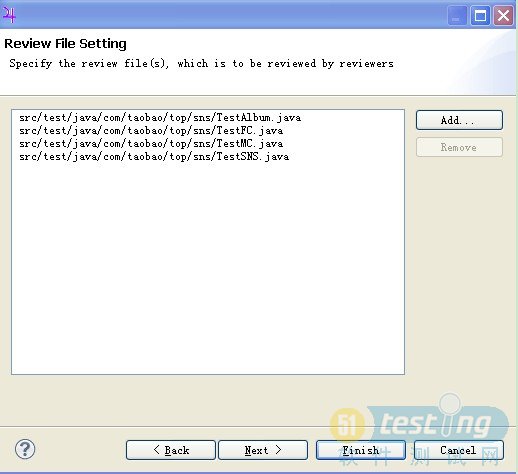 Review File Setting
Specify the review file(s), which is to be reviewed by reviewers
src/test/java/com/taobao/top/sns/TestAlbum.java
src/test/java/com/taobao/top/sns/TestFC.java
src/test/java/com/taobao/top/sns/TestMC.java
src/test/java/com/taobao/top/sns/TestSNS.java
Add...
Remove
51 testing
软件测试网
?
< Back
Next >
Finish
Cancel